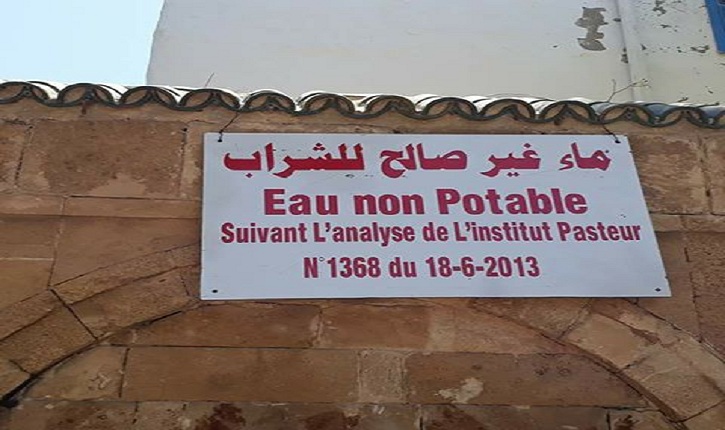 ماء غير صالح للشراب
Eau non Potable
Suivant L'analyse de L'institut Pasteur
N°1368 du 18-6-2013